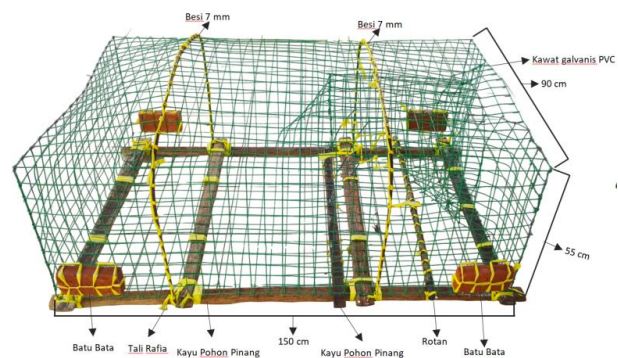 Besi 7 mm
Besi 7 mm
Kawat galvanis PVC
90 cm
55 cm
Batu Bata
Tali Rafia
Kayu Pohon Pinang
150 cm
Kayu Pohon Pinang
Rotan
Batu Bata